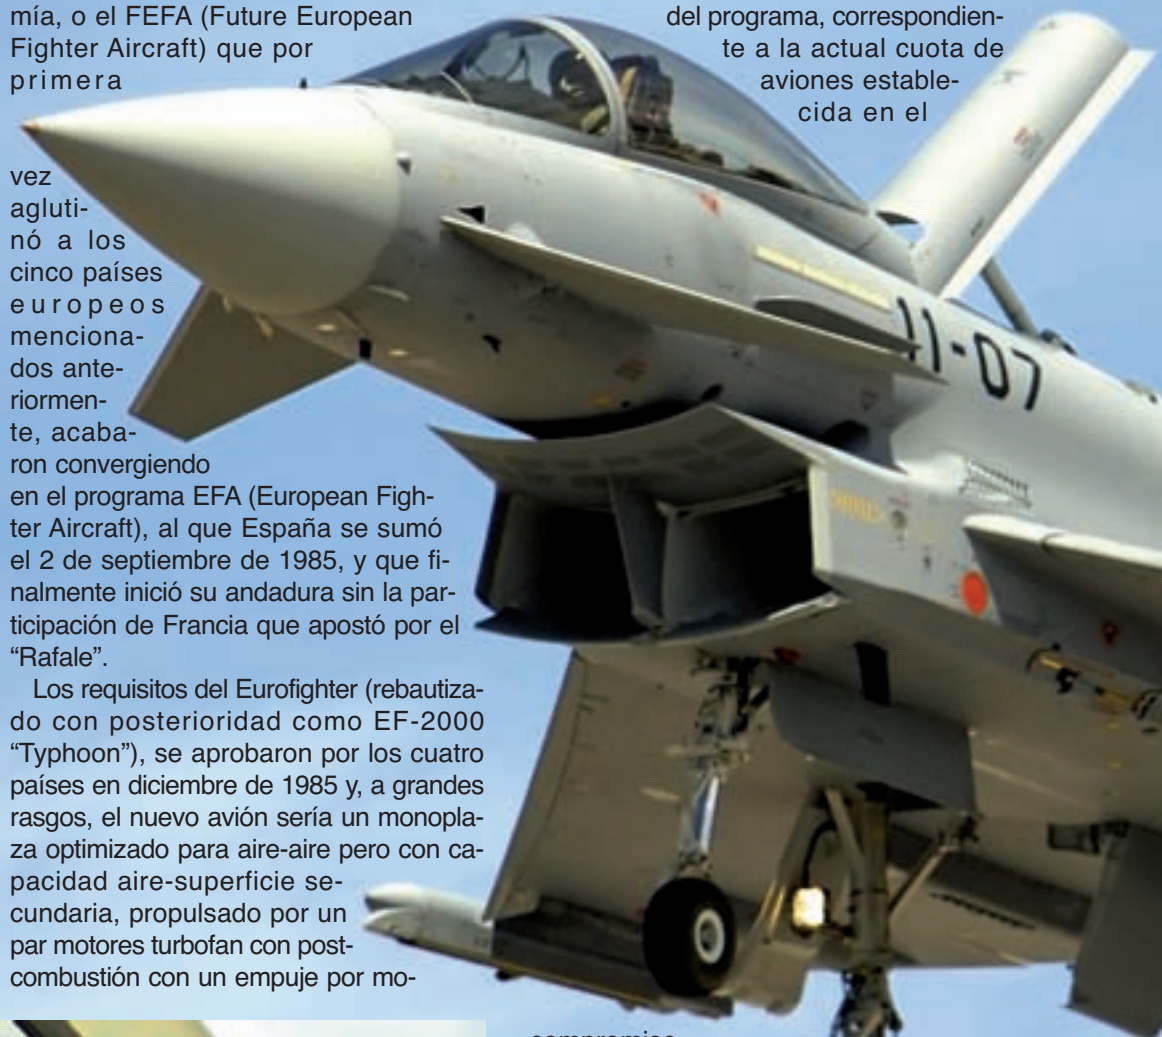 mía, o el FEFA (Future European
Fighter Aircraft) que por
primera
vez
agluti-
nó a los
cinco países
europeos
menciona-
dos ante-
riormen-
te, acaba-
ron convergiendo
en el programa EFA (European Figh-
ter Aircraft), al que España se sumó
el 2 de septiembre de 1985, y que fi-
nalmente inició su andadura sin la par-
ticipación de Francia que apostó por el
“Rafale”.
Los requisitos del Eurofighter (rebautiza-
do con posterioridad como EF-2000
“Typhoon”), se aprobaron por los cuatro
países en diciembre de 1985 y, a grandes
rasgos, el nuevo avión sería un monopla-
za optimizado para aire-aire pero con ca-
pacidad aire-superficie se-
cundaria, propulsado por un
par motores turbofan con post-
combustión con un empuje por mo-
del programa, correspondien-
te a la actual cuota de
aviones estable-
cida en el
11-07